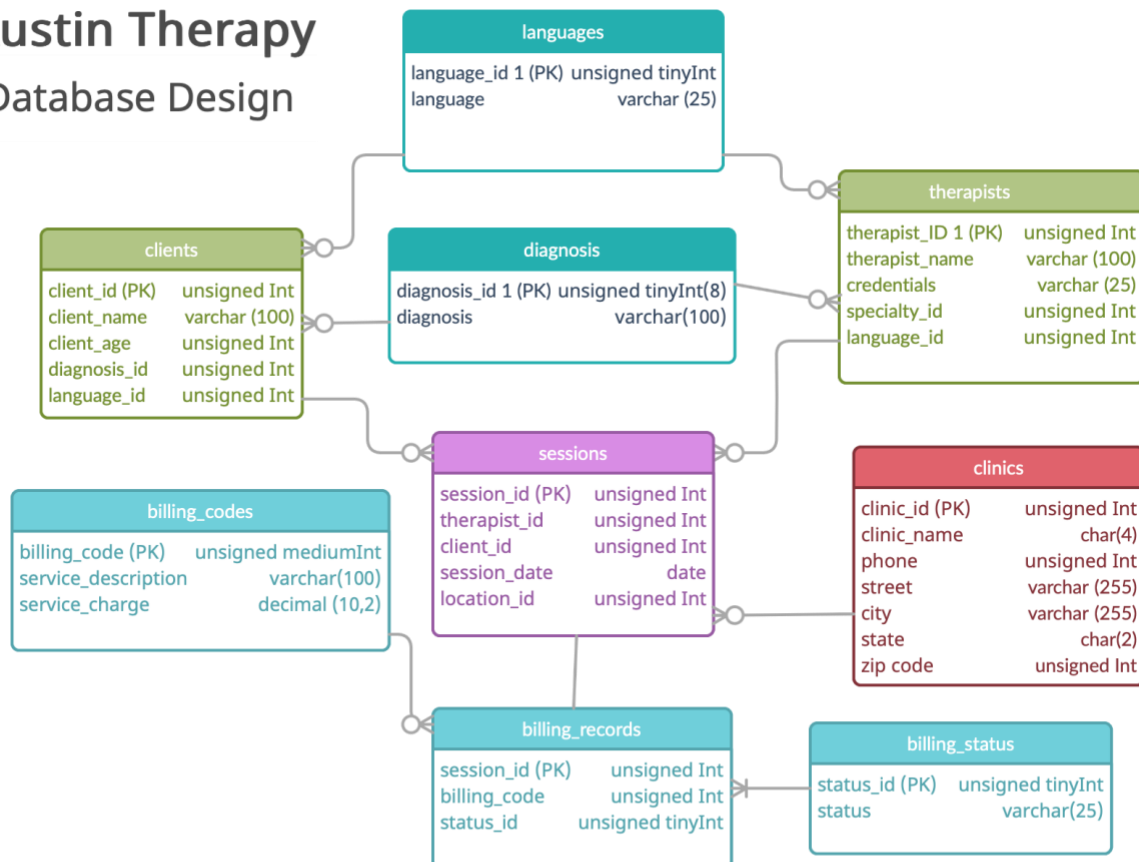 ustin Therapy
Database Design
languages
language_id 1 (PK) unsigned tinyInt
language varchar (25)
therapists
therapist_ID 1 (PK) unsigned Int
therapist_name varchar (100)
credentials varchar (25)
specialty_id unsigned Int
language_id unsigned Int
clients
client_id (PK) unsigned Int
client_name varchar (100)
client_age unsigned Int
diagnosis_id unsigned Int
language_id unsigned Int
diagnosis
diagnosis_id 1 (PK) unsigned tinyInt(8)
diagnosis varchar(100)
sessions
session_id (PK) unsigned Int
therapist_id unsigned Int
client_id unsigned Int
session_date date
location_id unsigned Int
clinics
clinic_id (PK) unsigned Int
clinic_name char(4)
phone unsigned Int
street varchar (255)
city varchar (255)
state char(2)
zip code unsigned Int
billing_codes
billing_code (PK) unsigned mediumInt
service_description varchar(100)
service_charge decimal (10,2)
billing_records
session_id (PK) unsigned Int
billing_code unsigned Int
status_id unsigned tinyInt
billing_status
status_id (PK) unsigned tinyInt
status varchar(25)